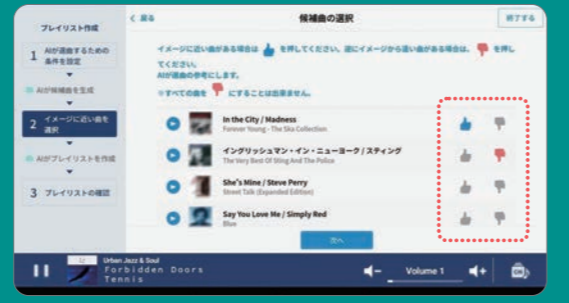 プレイリスト作成
1 AIが選曲するための
条件を設定
AIが候補曲を生成
2 イメージに近い曲を
選択
AIがプレイリストを作成
3 プレイリストの確認
< 戻る
候補曲の選択
終了する
イメージに近い曲がある場合は を押してください。逆にイメージから遠い曲がある場合は、 を押し
てください。
AIが選曲の参考にします。
※すべての曲を にすることは出来ません。
In the City / Madness
Forever Young - The Ska Collection
イングリッシュマン・イン・ニューヨーク / スティング
The Very Best Of Sting And The Police
She's Mine / Steve Perry
Street Talk (Expanded Edition)
Say You Love Me / Simply Red
Blue
次へ
Urban Jazz & Soul
Forbidden Doors
Tennis
Volume 1
CH